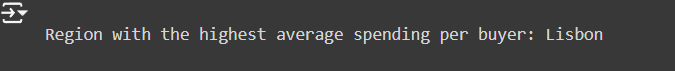 Region with the highest average spending per buyer: Lisbon